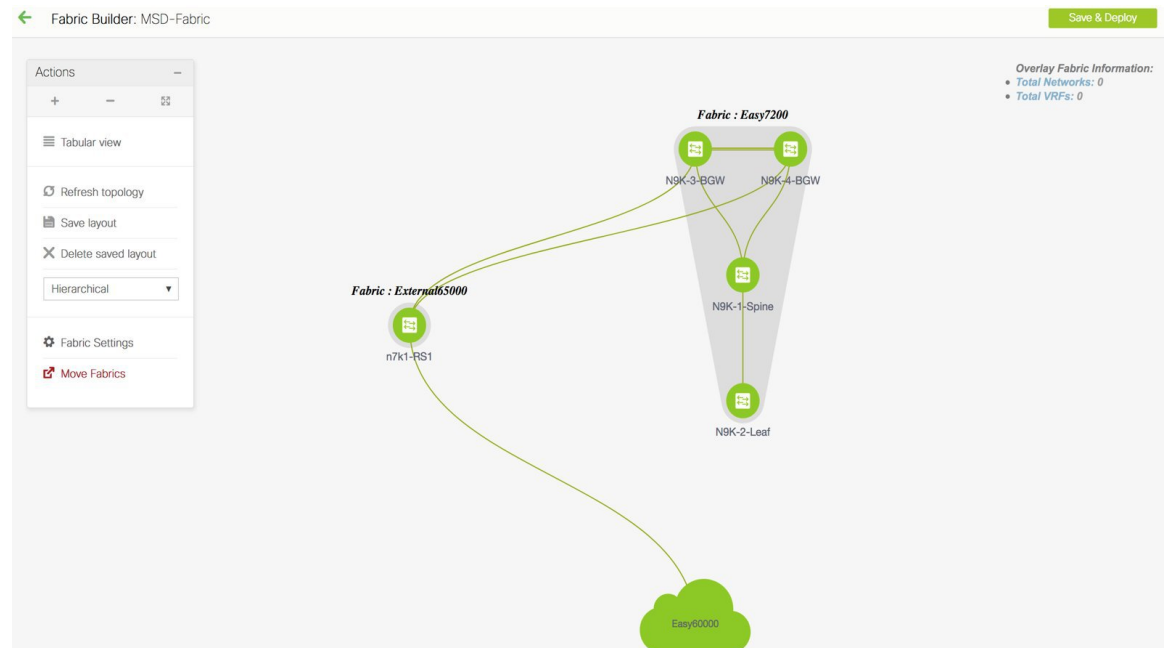 Fabric Builder: MSD-Fabric
Save & Deploy
Actions
Tabular view
Refresh topology
Save layout
Delete saved layout
Hierarchical
Fabric Settings
Move Fabrics
Overlay Fabric Information:
Total Networks: 0
Total VRFs: 0
Fabric : Easy7200
N9K-3-BGW
N9K-4-BGW
N9K-1-Spine
N9K-2-Leaf
Fabric : External65000
n7k1-RS1
Easy60000